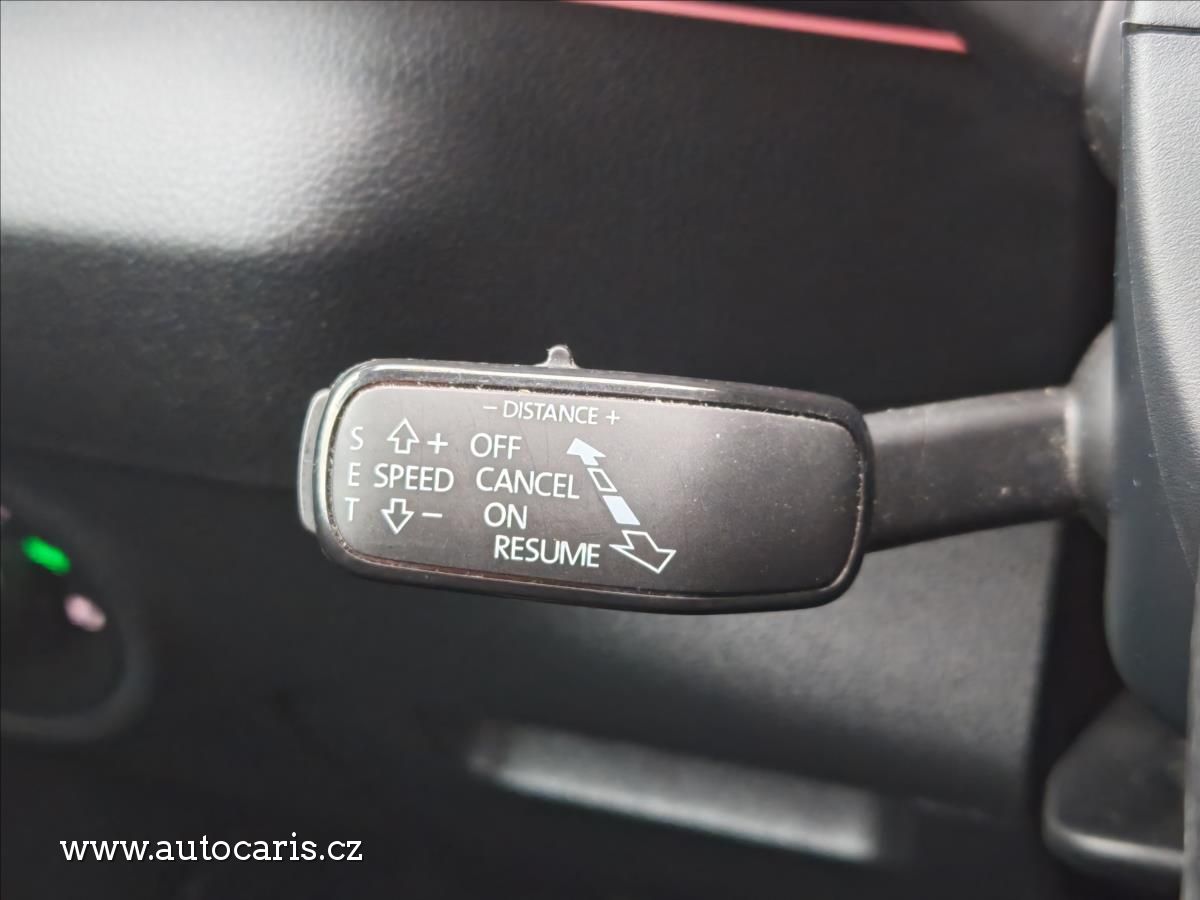 - DISTANCE +
S + OFF
E SPEED CANCEL
T - ON
RESUME
www.autocaris.cz